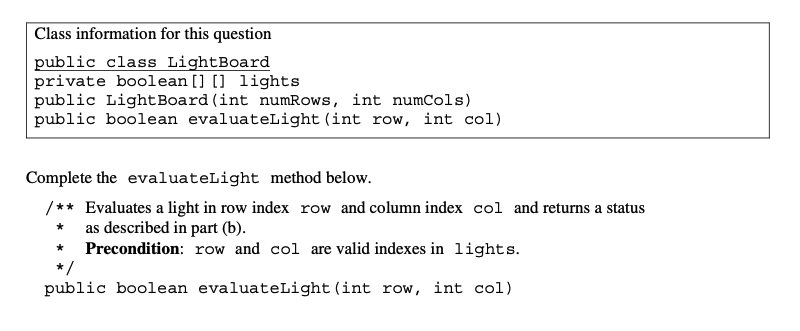 Class information for this question
public class LightBoard
private boolean[][] lights
public LightBoard(int numRows, int numCols)
public boolean evaluateLight(int row, int col)
Complete the evaluateLight method below.
/** Evaluates a light in row index row and column index col and returns a status
* as described in part (b).
* Precondition: row and col are valid indexes in lights.
*/
public boolean evaluateLight(int row, int col)